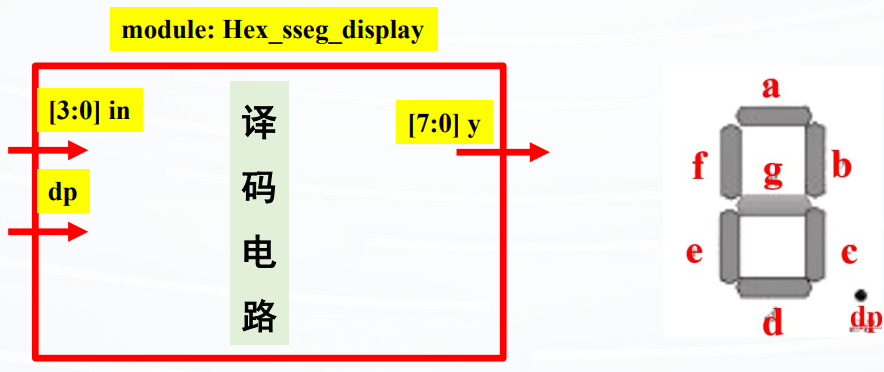 module: Hex_sseg_display
[3:0] in
dp
译
码
电
路
[7:0] y
a
f
b
g
e
c
d
dp